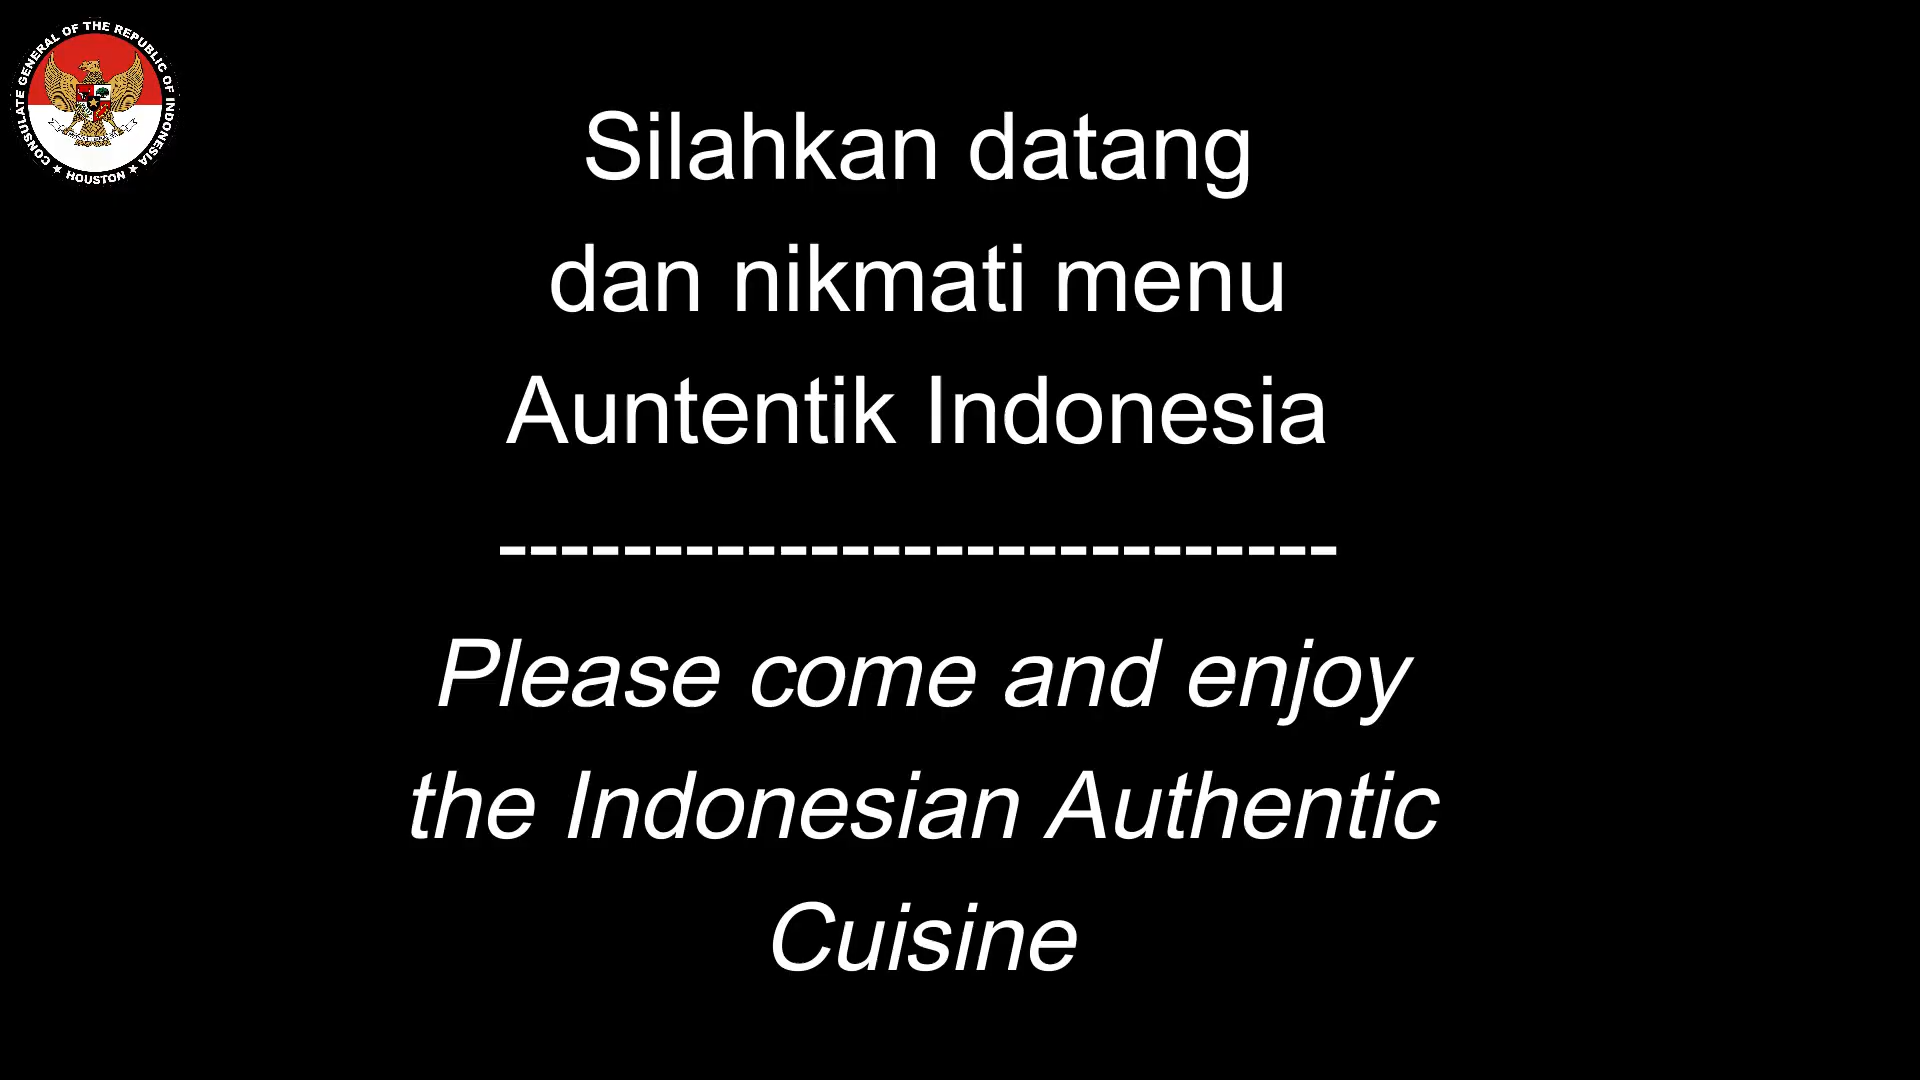 CONSULATE GENERAL OF THE REPUBLIC OF INDONESIA
★ HOUSTON ★
Silahkan datang
dan nikmati menu
Auntentik Indonesia
---------------------------
Please come and enjoy
the Indonesian Authentic
Cuisine